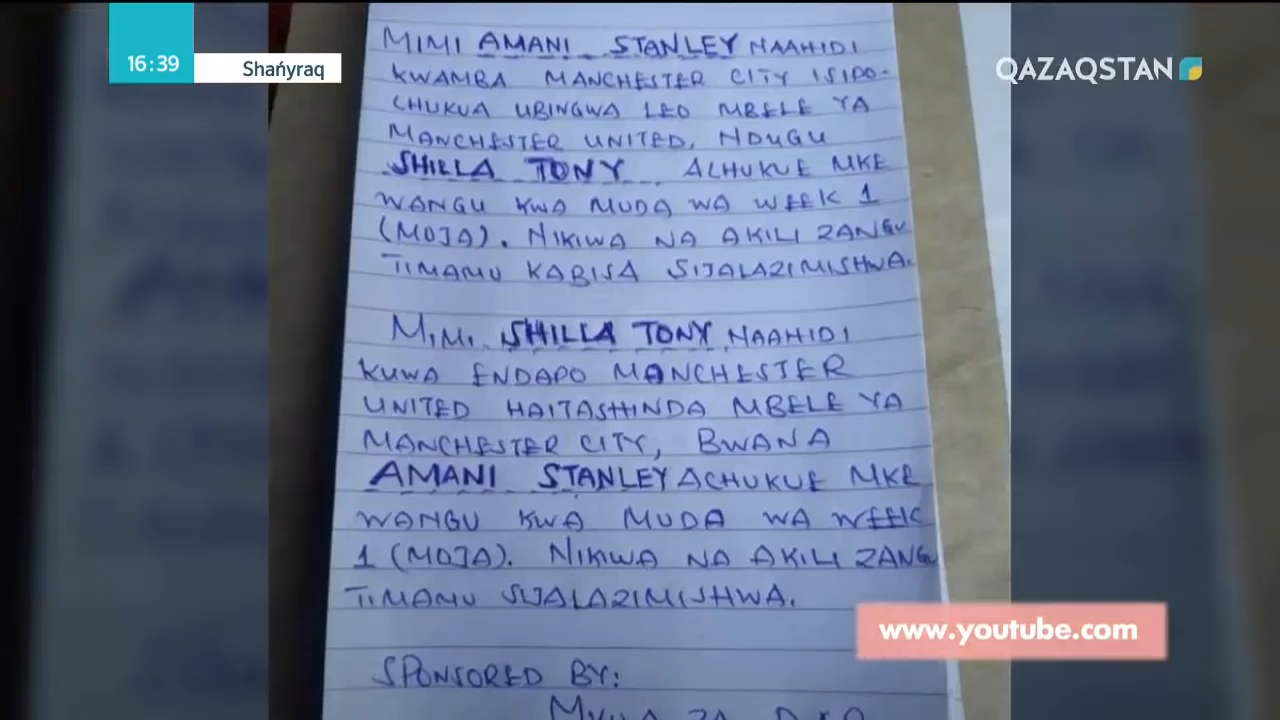 16:39
Shańyraq
QAZAQSTAN
MIMI AMANI STANLEY NAAHIDI
KWAMBA MANCHESTER CITY ISIPO-
CHUKUA UBINGWA LEO MBELE YA
MANCHESTER UNITED, NDUGU
SHILLA TONY ACHUKUE MKE
WANGU KWA MUDA WA WEEK 1
(MOJA). NIKIWA NA AKILI ZANGU
TIMAMU KABISA SIJALAZIMISHWA.
MIMI SHILLA TONY NAAHIDI
KUWA ENDAPO MANCHESTER
UNITED HAITASHINDA MBELE YA
MANCHESTER CITY, BWANA
AMANI STANLEY ACHUKUE MKE
WANGU KWA MUDA WA WEEK
1 (MOJA). NIKIWA NA AKILI ZANGU
TIMAMU SIJALAZIMISHWA.
www.youtube.com
SPONSORED BY: